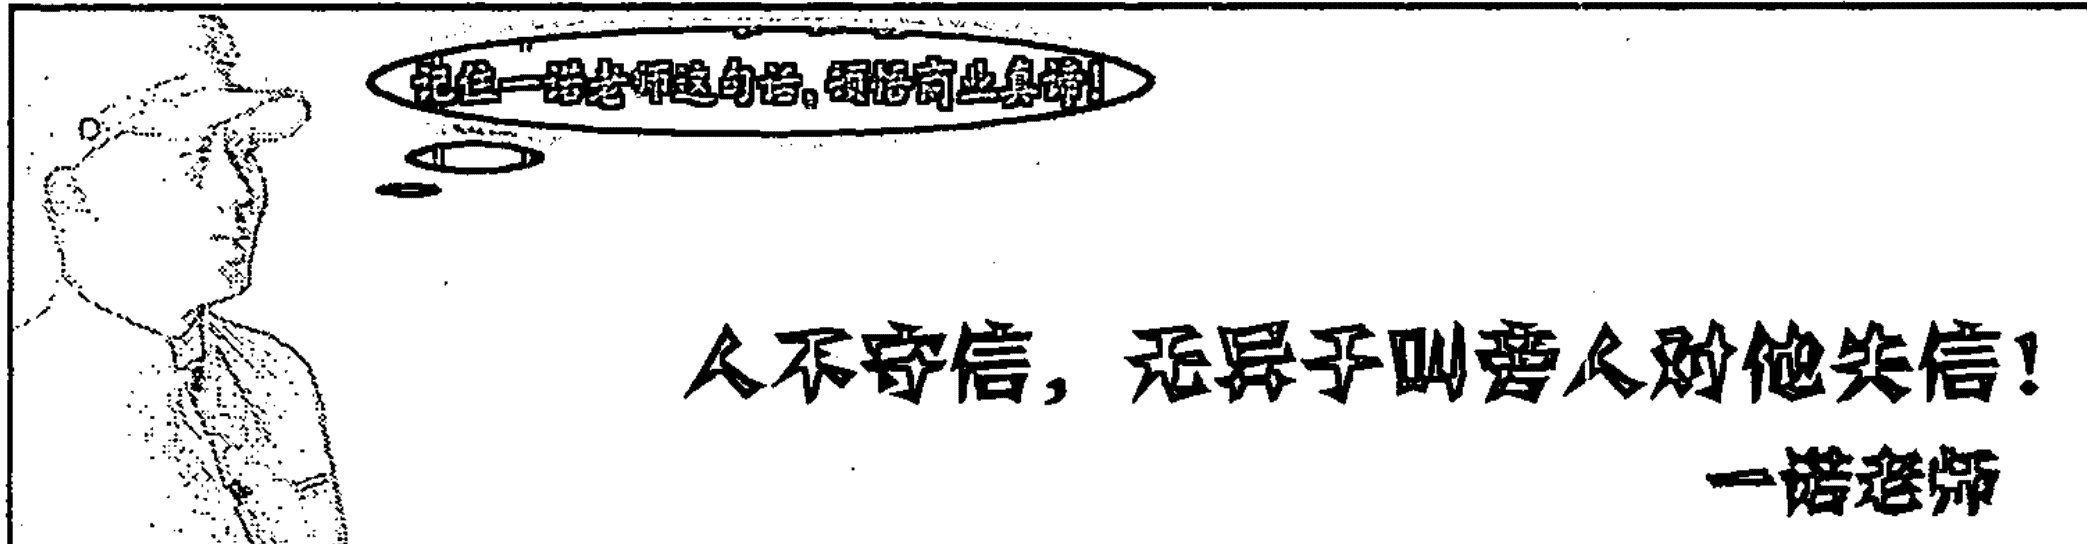 记住一诺老师这句话，领悟商业真谛！
人不守信，无异于叫旁人对他失信！
一诺老师